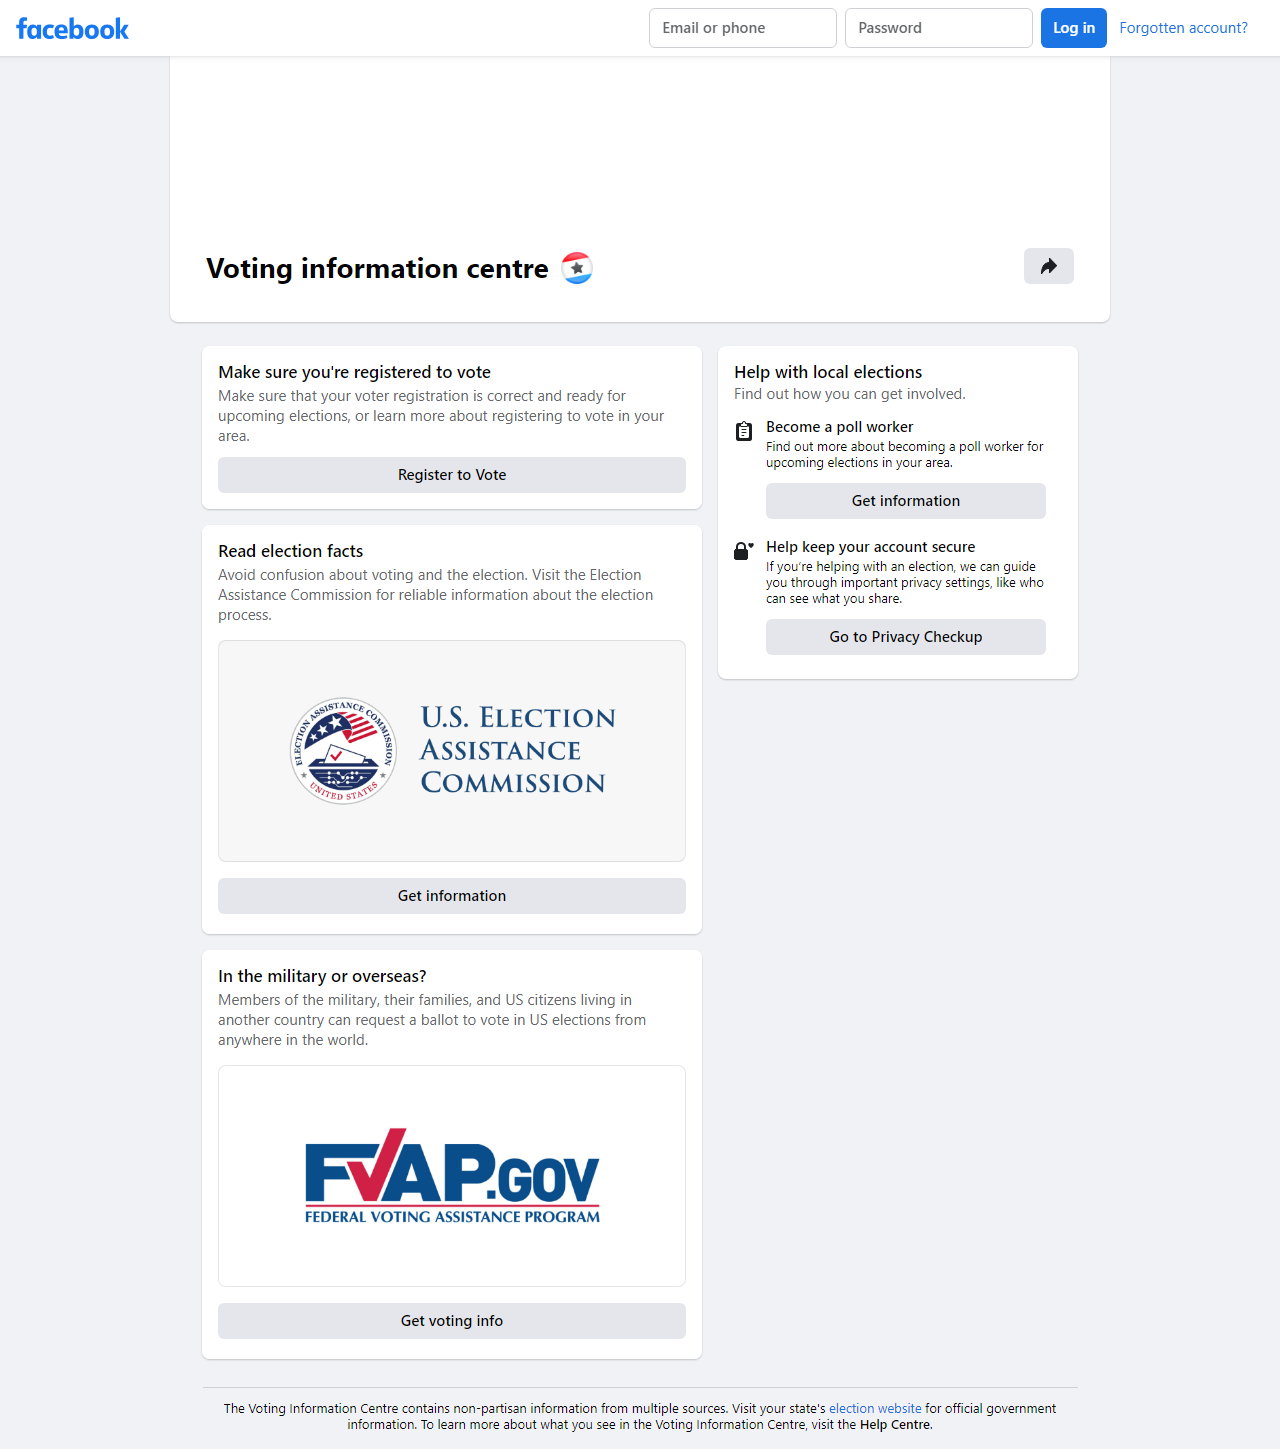 facebook
Email or phone
Password
Log in
Forgotten account?
Voting information centre
Make sure you're registered to vote
Make sure that your voter registration is correct and ready for
upcoming elections, or learn more about registering to vote in your
area.
Register to Vote
Read election facts
Avoid confusion about voting and the election. Visit the Election
Assistance Commission for reliable information about the election
process.
ELECTION ASSISTANCE COMMISSION
UNITED STATES
U.S. ELECTION
ASSISTANCE
COMMISSION
Get information
In the military or overseas?
Members of the military, their families, and US citizens living in
another country can request a ballot to vote in US elections from
anywhere in the world.
FVAP.GOV
FEDERAL VOTING ASSISTANCE PROGRAM
Get voting info
Help with local elections
Find out how you can get involved.
Become a poll worker
Find out more about becoming a poll worker for
upcoming elections in your area.
Get information
Help keep your account secure
If you're helping with an election, we can guide
you through important privacy settings, like who
can see what you share.
Go to Privacy Checkup
The Voting Information Centre contains non-partisan information from multiple sources. Visit your state's election website for official government
information. To learn more about what you see in the Voting Information Centre, visit the Help Centre.